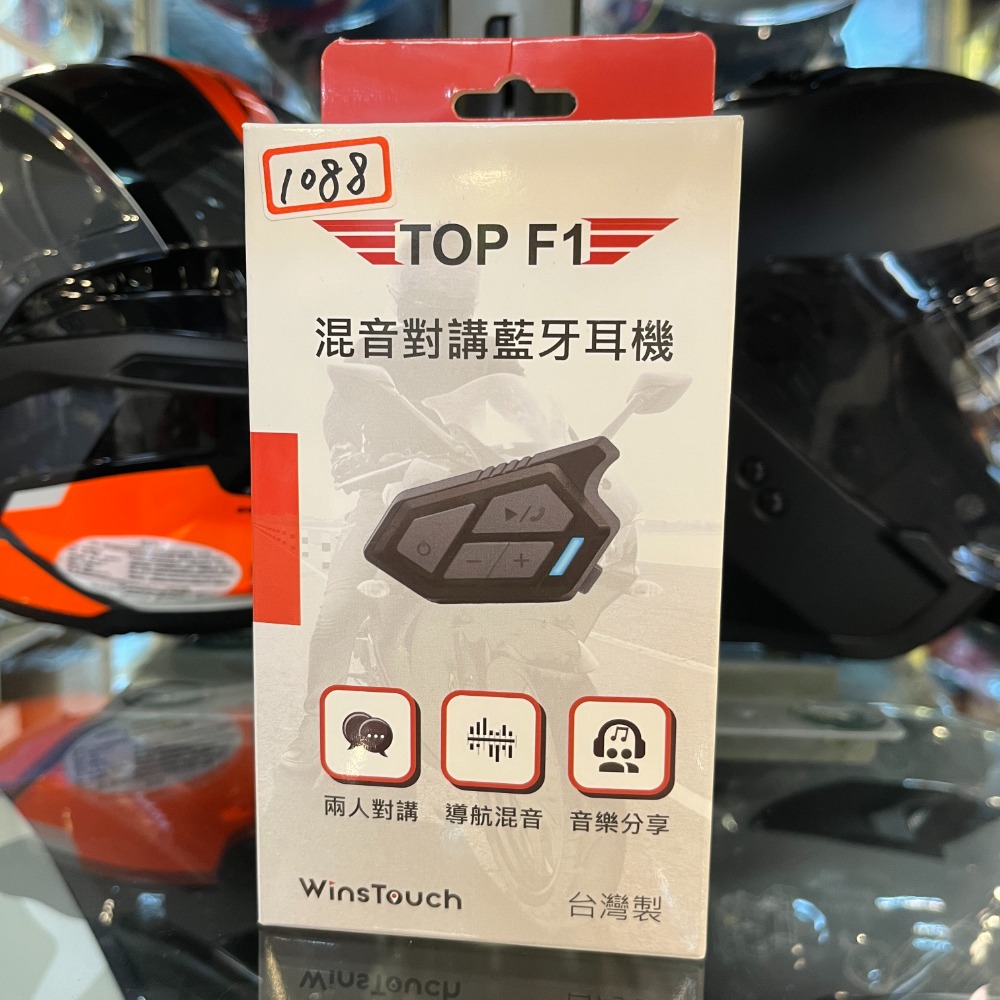 1088
TOP F1
混音對講藍牙耳機
兩人對講
導航混音
音樂分享
WinsTouch
台灣製